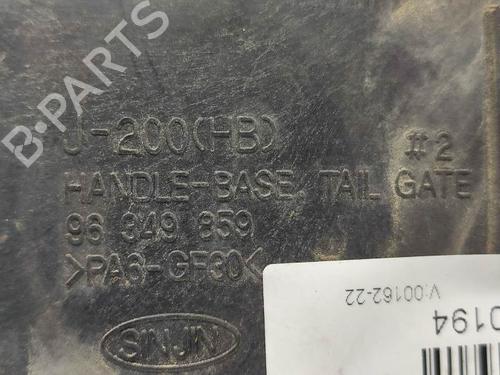 J-200(HB)
#2
HANDLE-BASE, TAIL GATE
96 349 859
>PA6-GF30<
SINJIN
V:00162-22
0194
B-PARTS